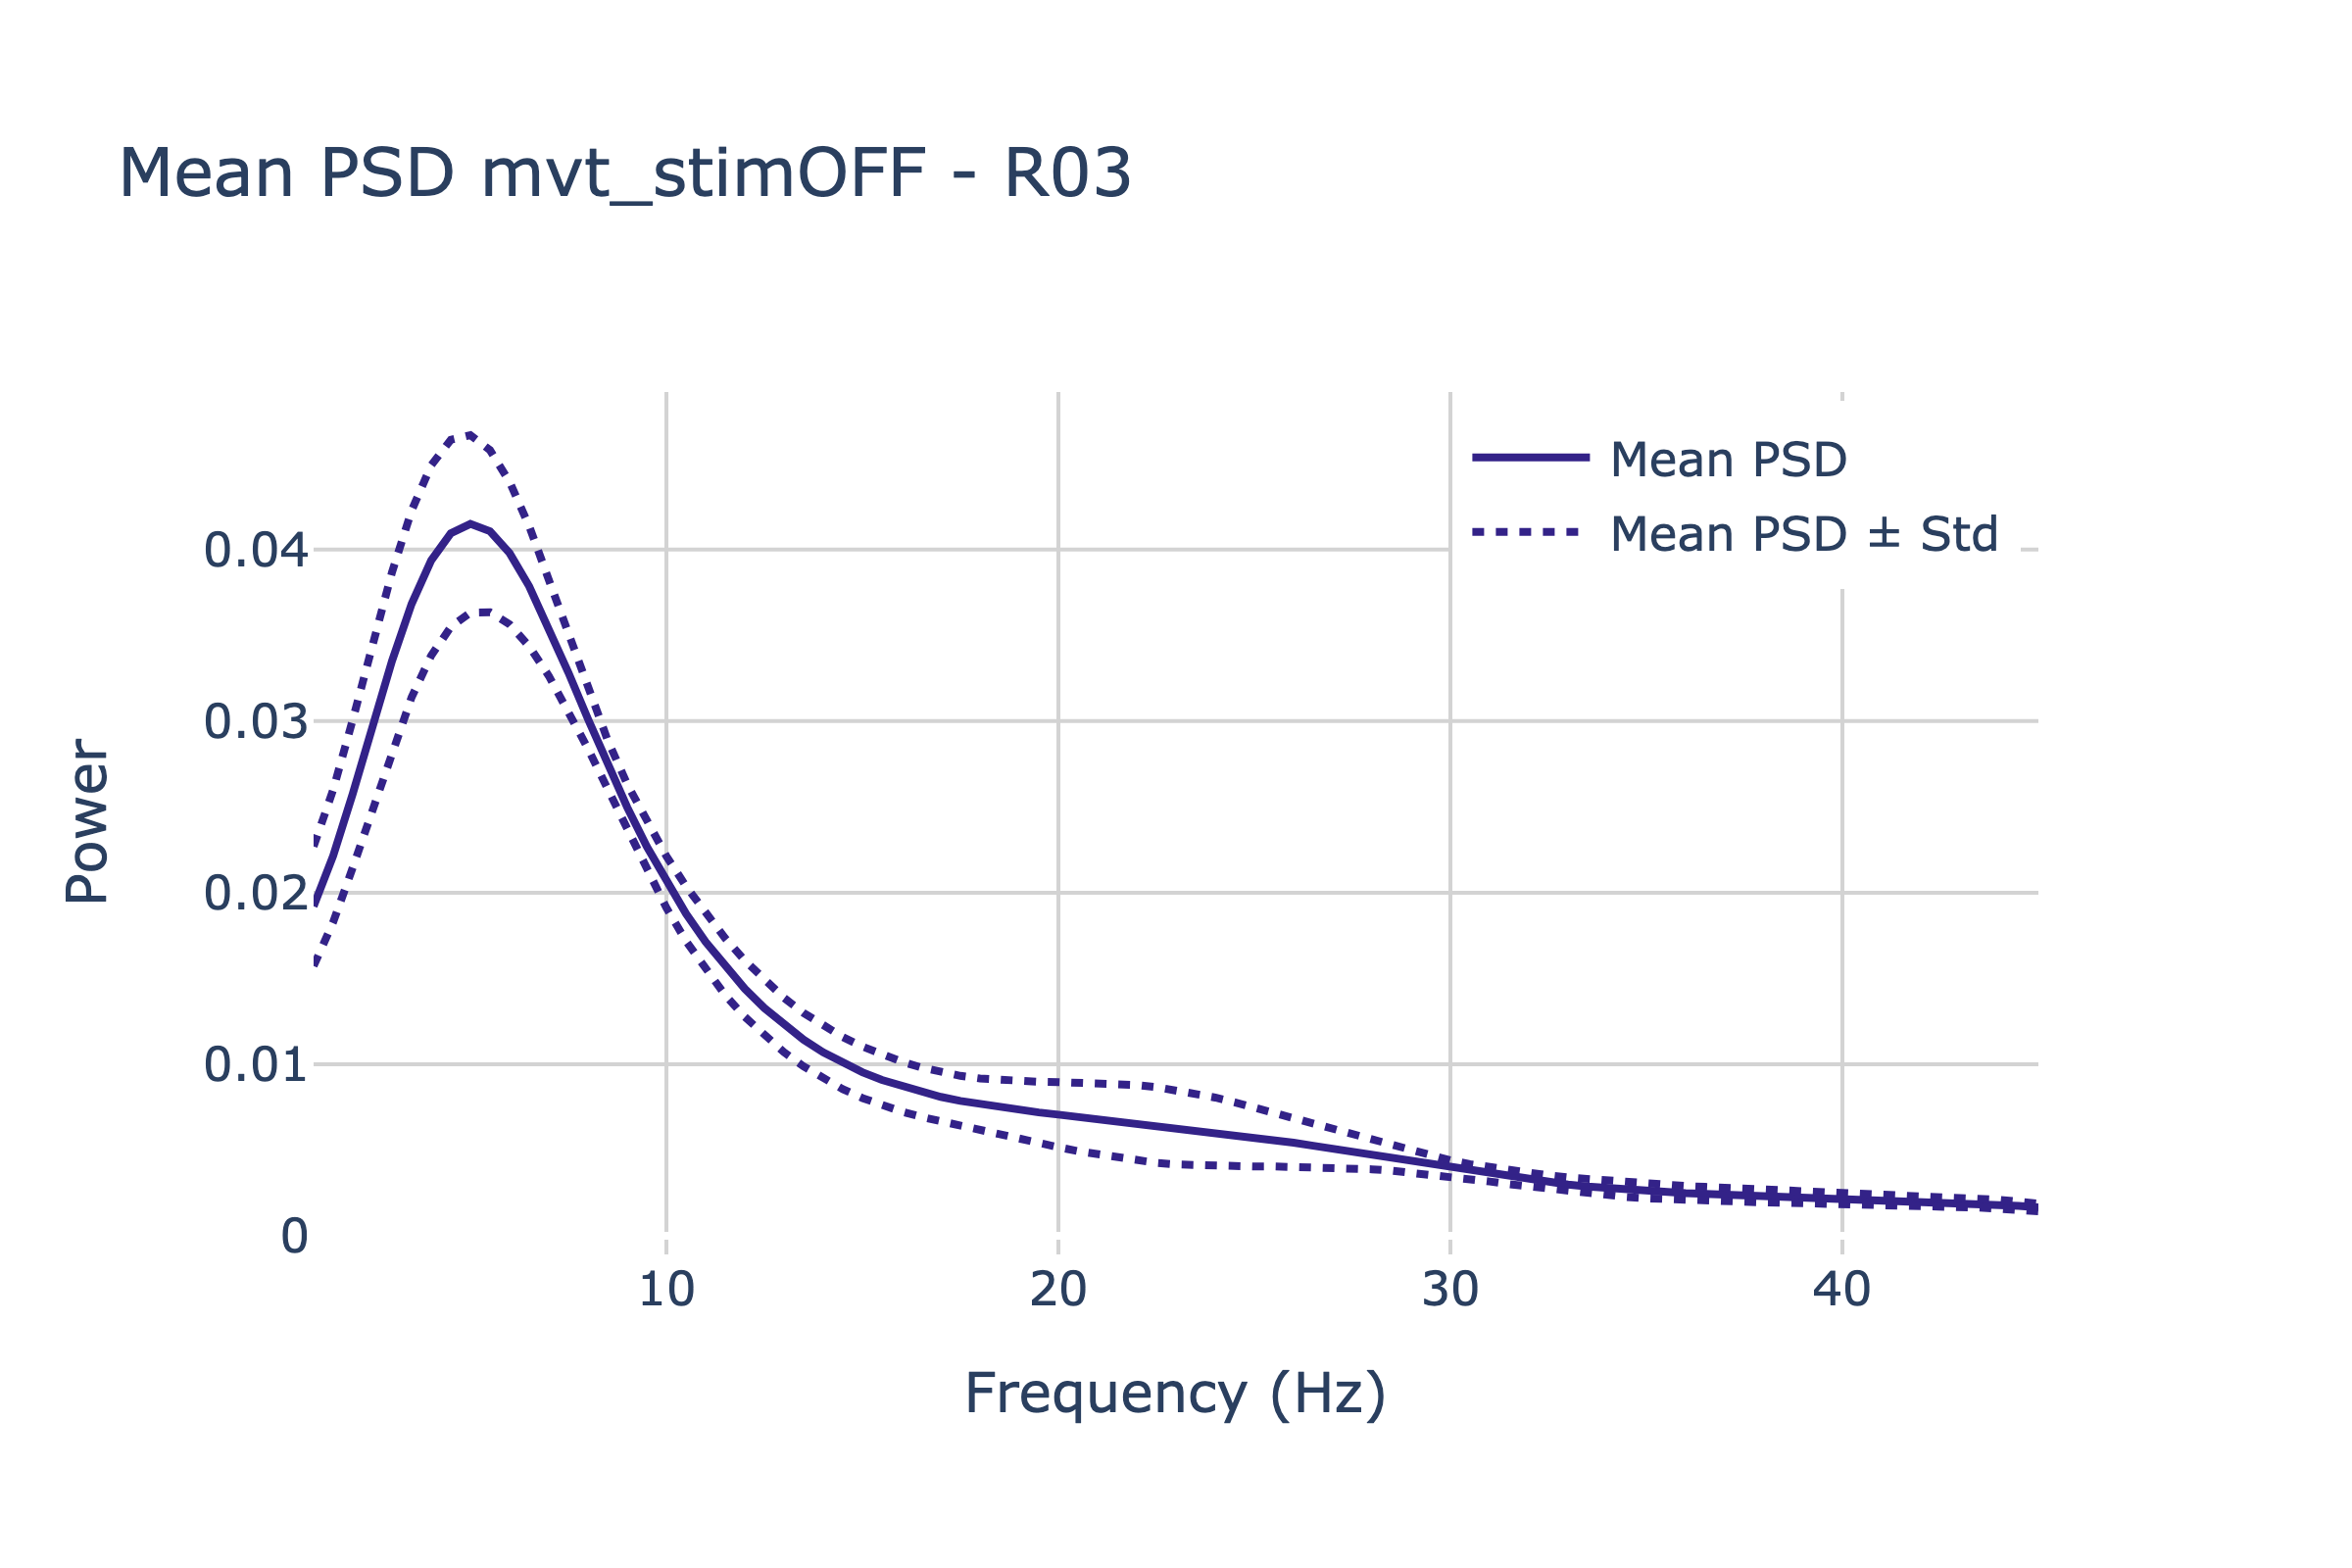 Mean PSD mvt_stimOFF - R03
Mean PSD
Mean PSD ± Std
0.04
0.03
0.02
0.01
0
Power
10 20 30 40
Frequency (Hz)